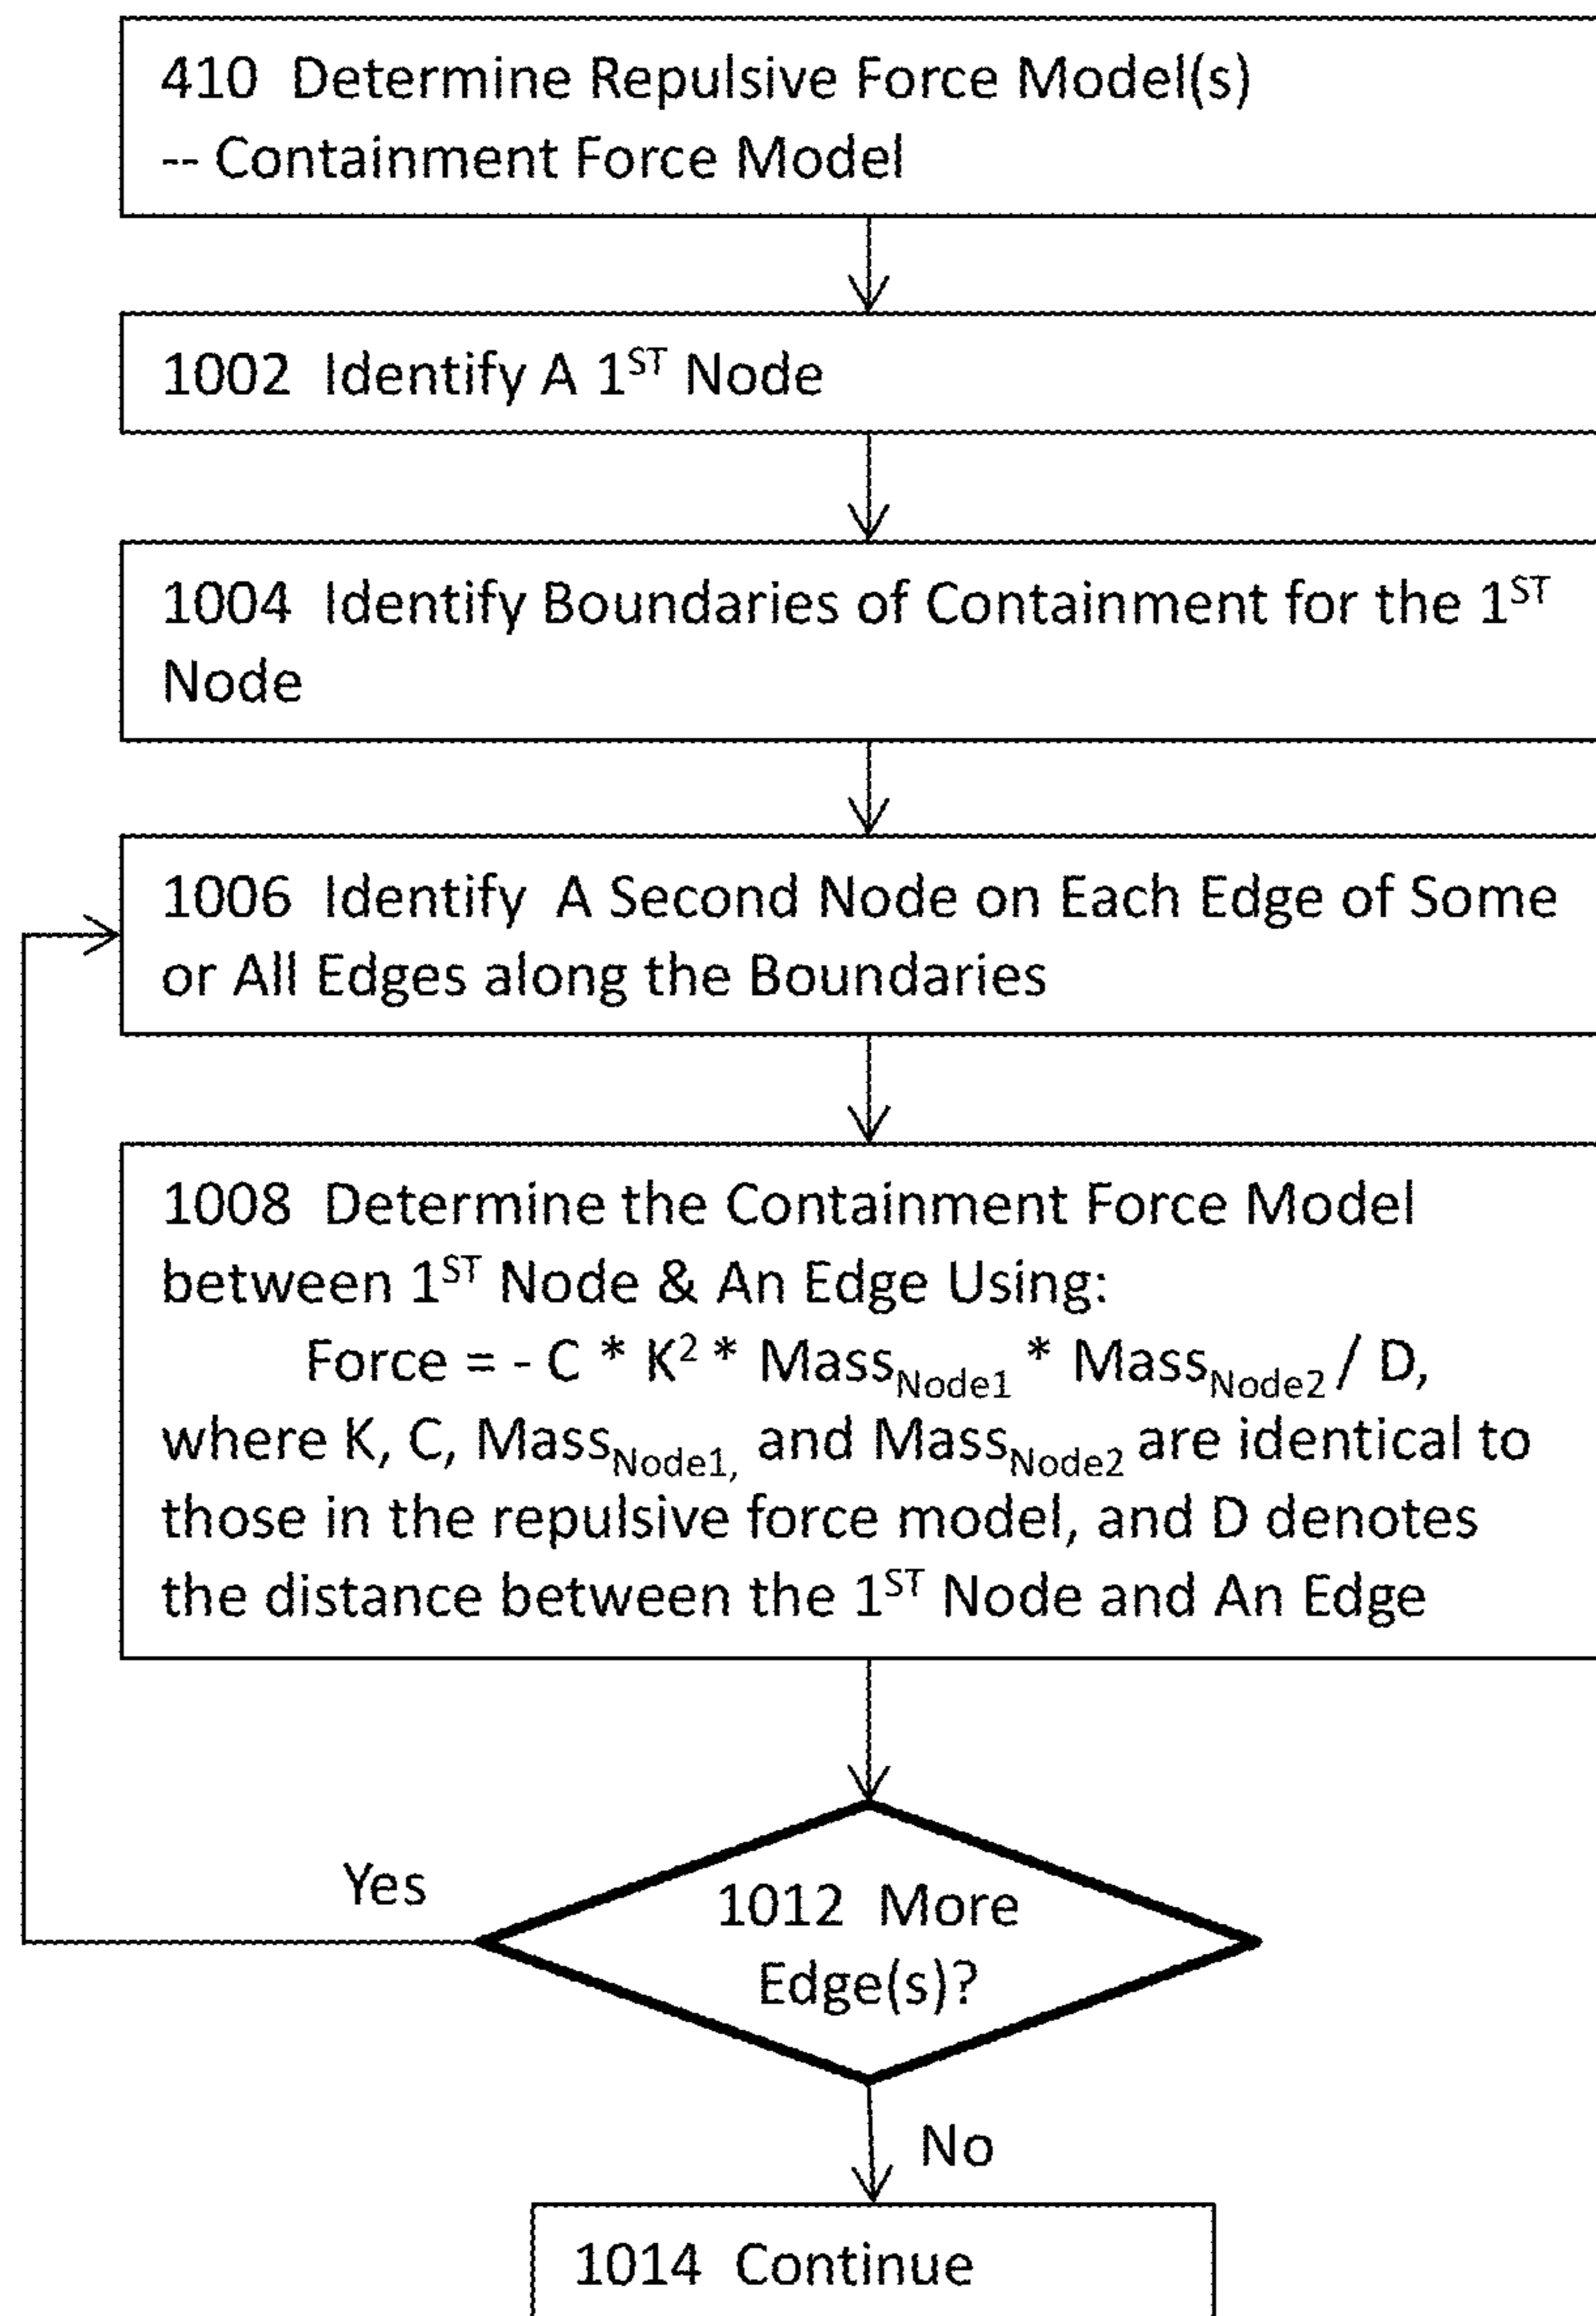 410 Determine Repulsive Force Model(s)
-- Containment Force Model
1002 Identify A 1ST Node
1004 Identify Boundaries of Containment for the 1ST
Node
1006 Identify A Second Node on Each Edge of Some
or All Edges along the Boundaries
1008 Determine the Containment Force Model
between 1ST Node & An Edge Using:
Force = - C * K2 * MassNode1 * MassNode2 / D,
where K, C, MassNode1, and MassNode2 are identical to
those in the repulsive force model, and D denotes
the distance between the 1ST Node and An Edge
Yes
1012 More
Edge(s)?
No
1014 Continue